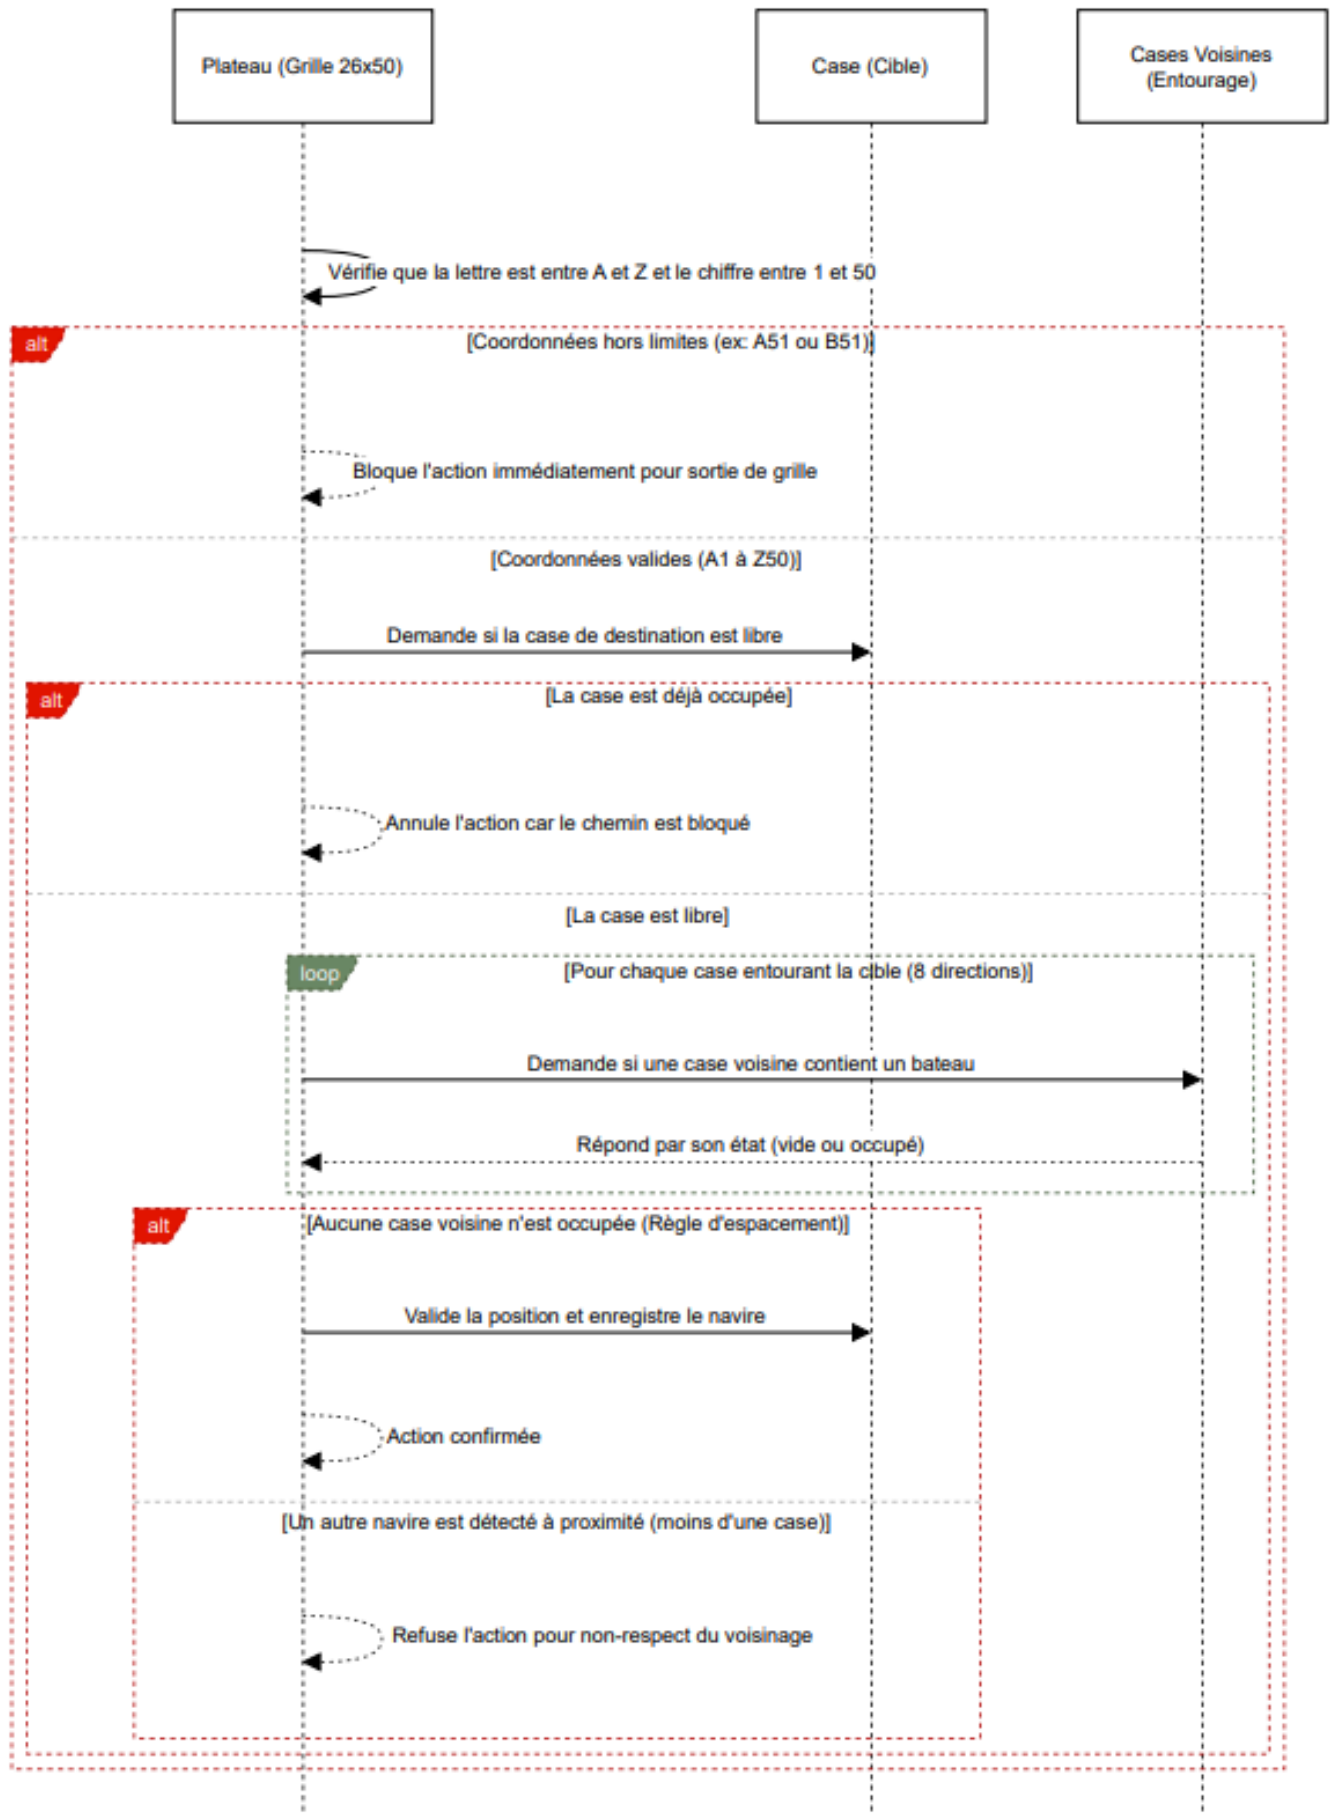 Plateau (Grille 26x50)
Case (Cible)
Cases Voisines
(Entourage)
Vérifie que la lettre est entre A et Z et le chiffre entre 1 et 50
alt
[Coordonnées hors limites (ex: A51 ou B51)]
Bloque l'action immédiatement pour sortie de grille
[Coordonnées valides (A1 à Z50)]
Demande si la case de destination est libre
alt
[La case est déjà occupée]
Annule l'action car le chemin est bloqué
[La case est libre]
loop
[Pour chaque case entourant la cible (8 directions)]
Demande si une case voisine contient un bateau
Répond par son état (vide ou occupé)
alt
[Aucune case voisine n'est occupée (Règle d'espacement)]
Valide la position et enregistre le navire
Action confirmée
[Un autre navire est détecté à proximité (moins d'une case)]
Refuse l'action pour non-respect du voisinage